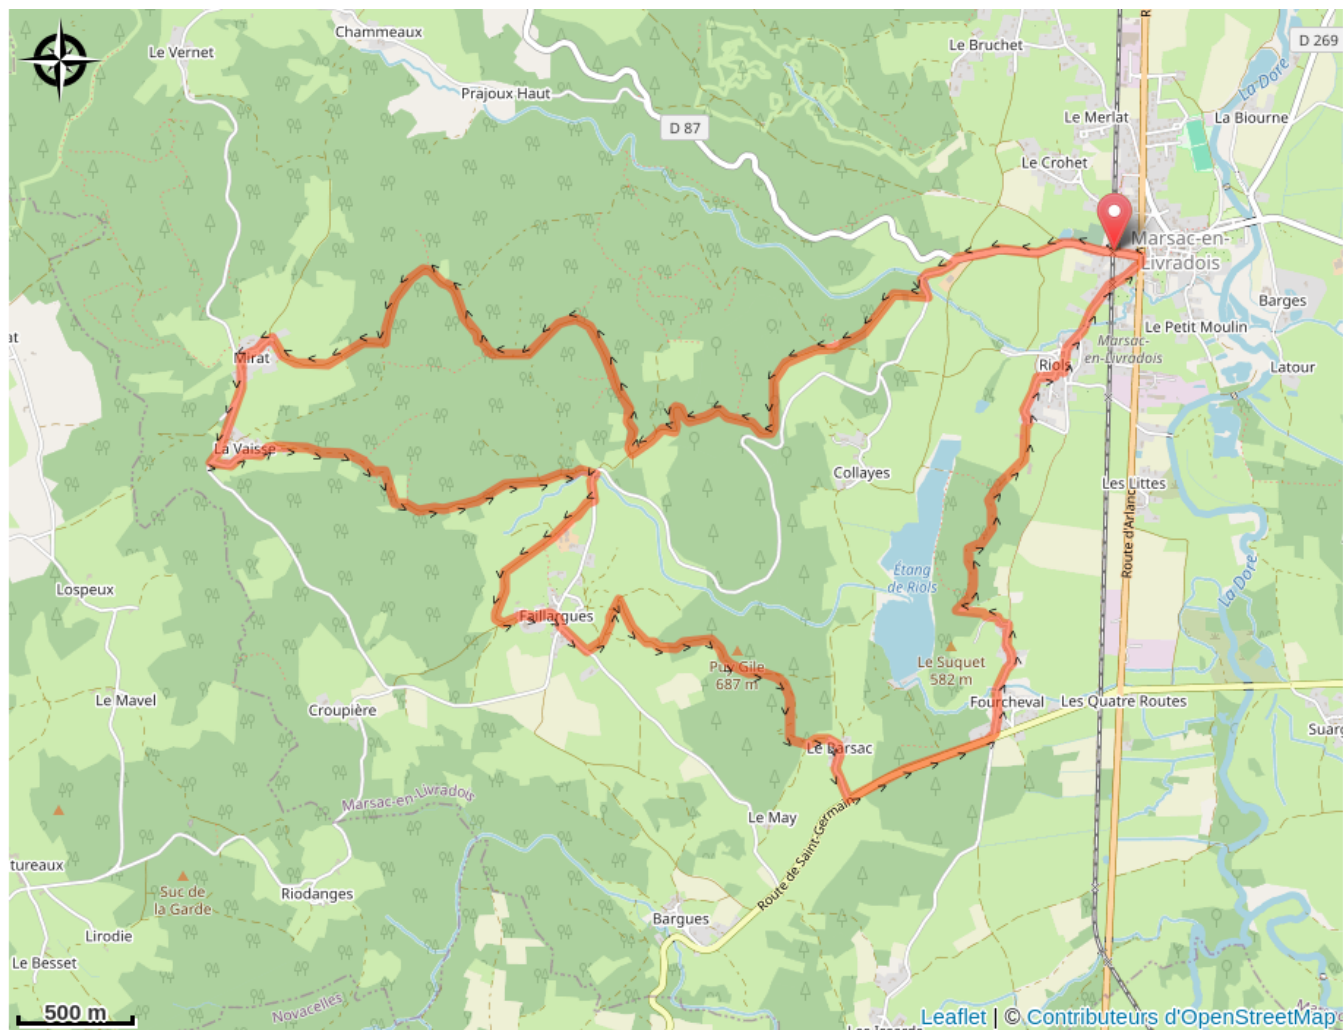 Chammeaux
Le Vernet
Le Bruchet
D 269
La Dore
Prajoux Haut
Le Merlat
La Biourne
D 87
Le Crohet
Marsac-en-
Livradois
Barges
Le Petit Moulin
Marsac-
en-Livradois
Mirat
Riols
Latour
La Vaisse
Collayes
Les Littes
Route d'Arlanc
Étang
de Riols
La Dore
Lospeux
Faillargues
Puy Gile
687 m
Le Suquet
582 m
Le Mavel
Croupière
Fourcheval
Les Quatre Routes
Le Barsac
Marsac-en-Livradois
Le May
Route de Saint-Germain
Suc de
la Garde
Riodanges
Bargues
Lirodie
Le Besset
Novacelles
500 m
Leaflet | © Contributeurs d'OpenStreetMap